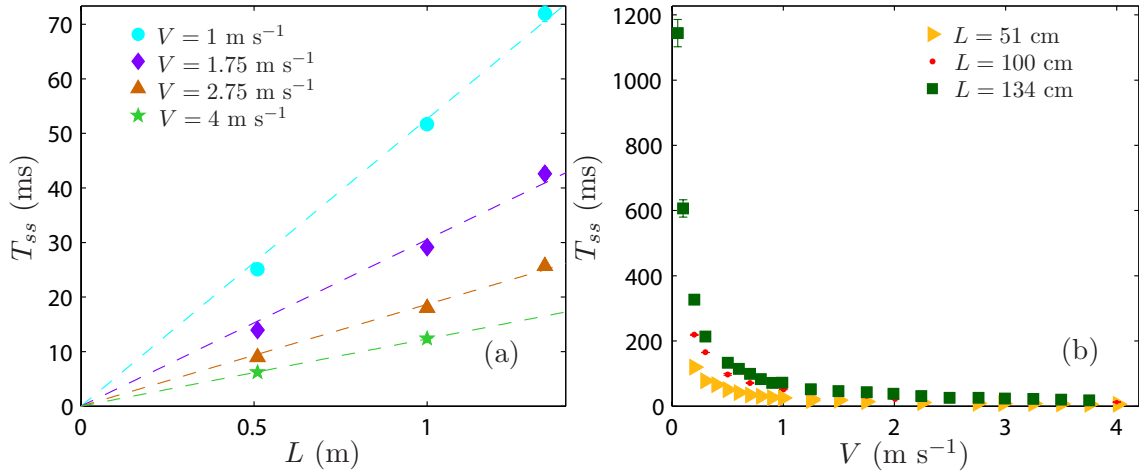 70
60
50
40
30
20
10
0
0
0.5
1
T_ss (ms)
L (m)
V = 1 m s⁻¹
V = 1.75 m s⁻¹
V = 2.75 m s⁻¹
V = 4 m s⁻¹
(a)
1200
1000
800
600
400
200
0
0
1
2
3
4
T_ss (ms)
V (m s⁻¹)
L = 51 cm
L = 100 cm
L = 134 cm
(b)